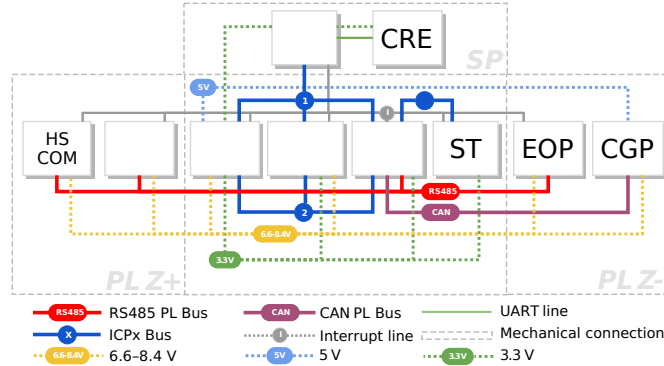 CRE
SP
5V
1
I
HS
COM
ST
EOP
CGP
RS485
2
CAN
6.6-8.4V
3.3V
PL Z+
PL Z-
RS485 RS485 PL Bus
CAN CAN PL Bus
UART line
X ICPx Bus
I Interrupt line
Mechanical connection
6.6-8.4V 6.6–8.4 V
5V 5 V
3.3V 3.3 V